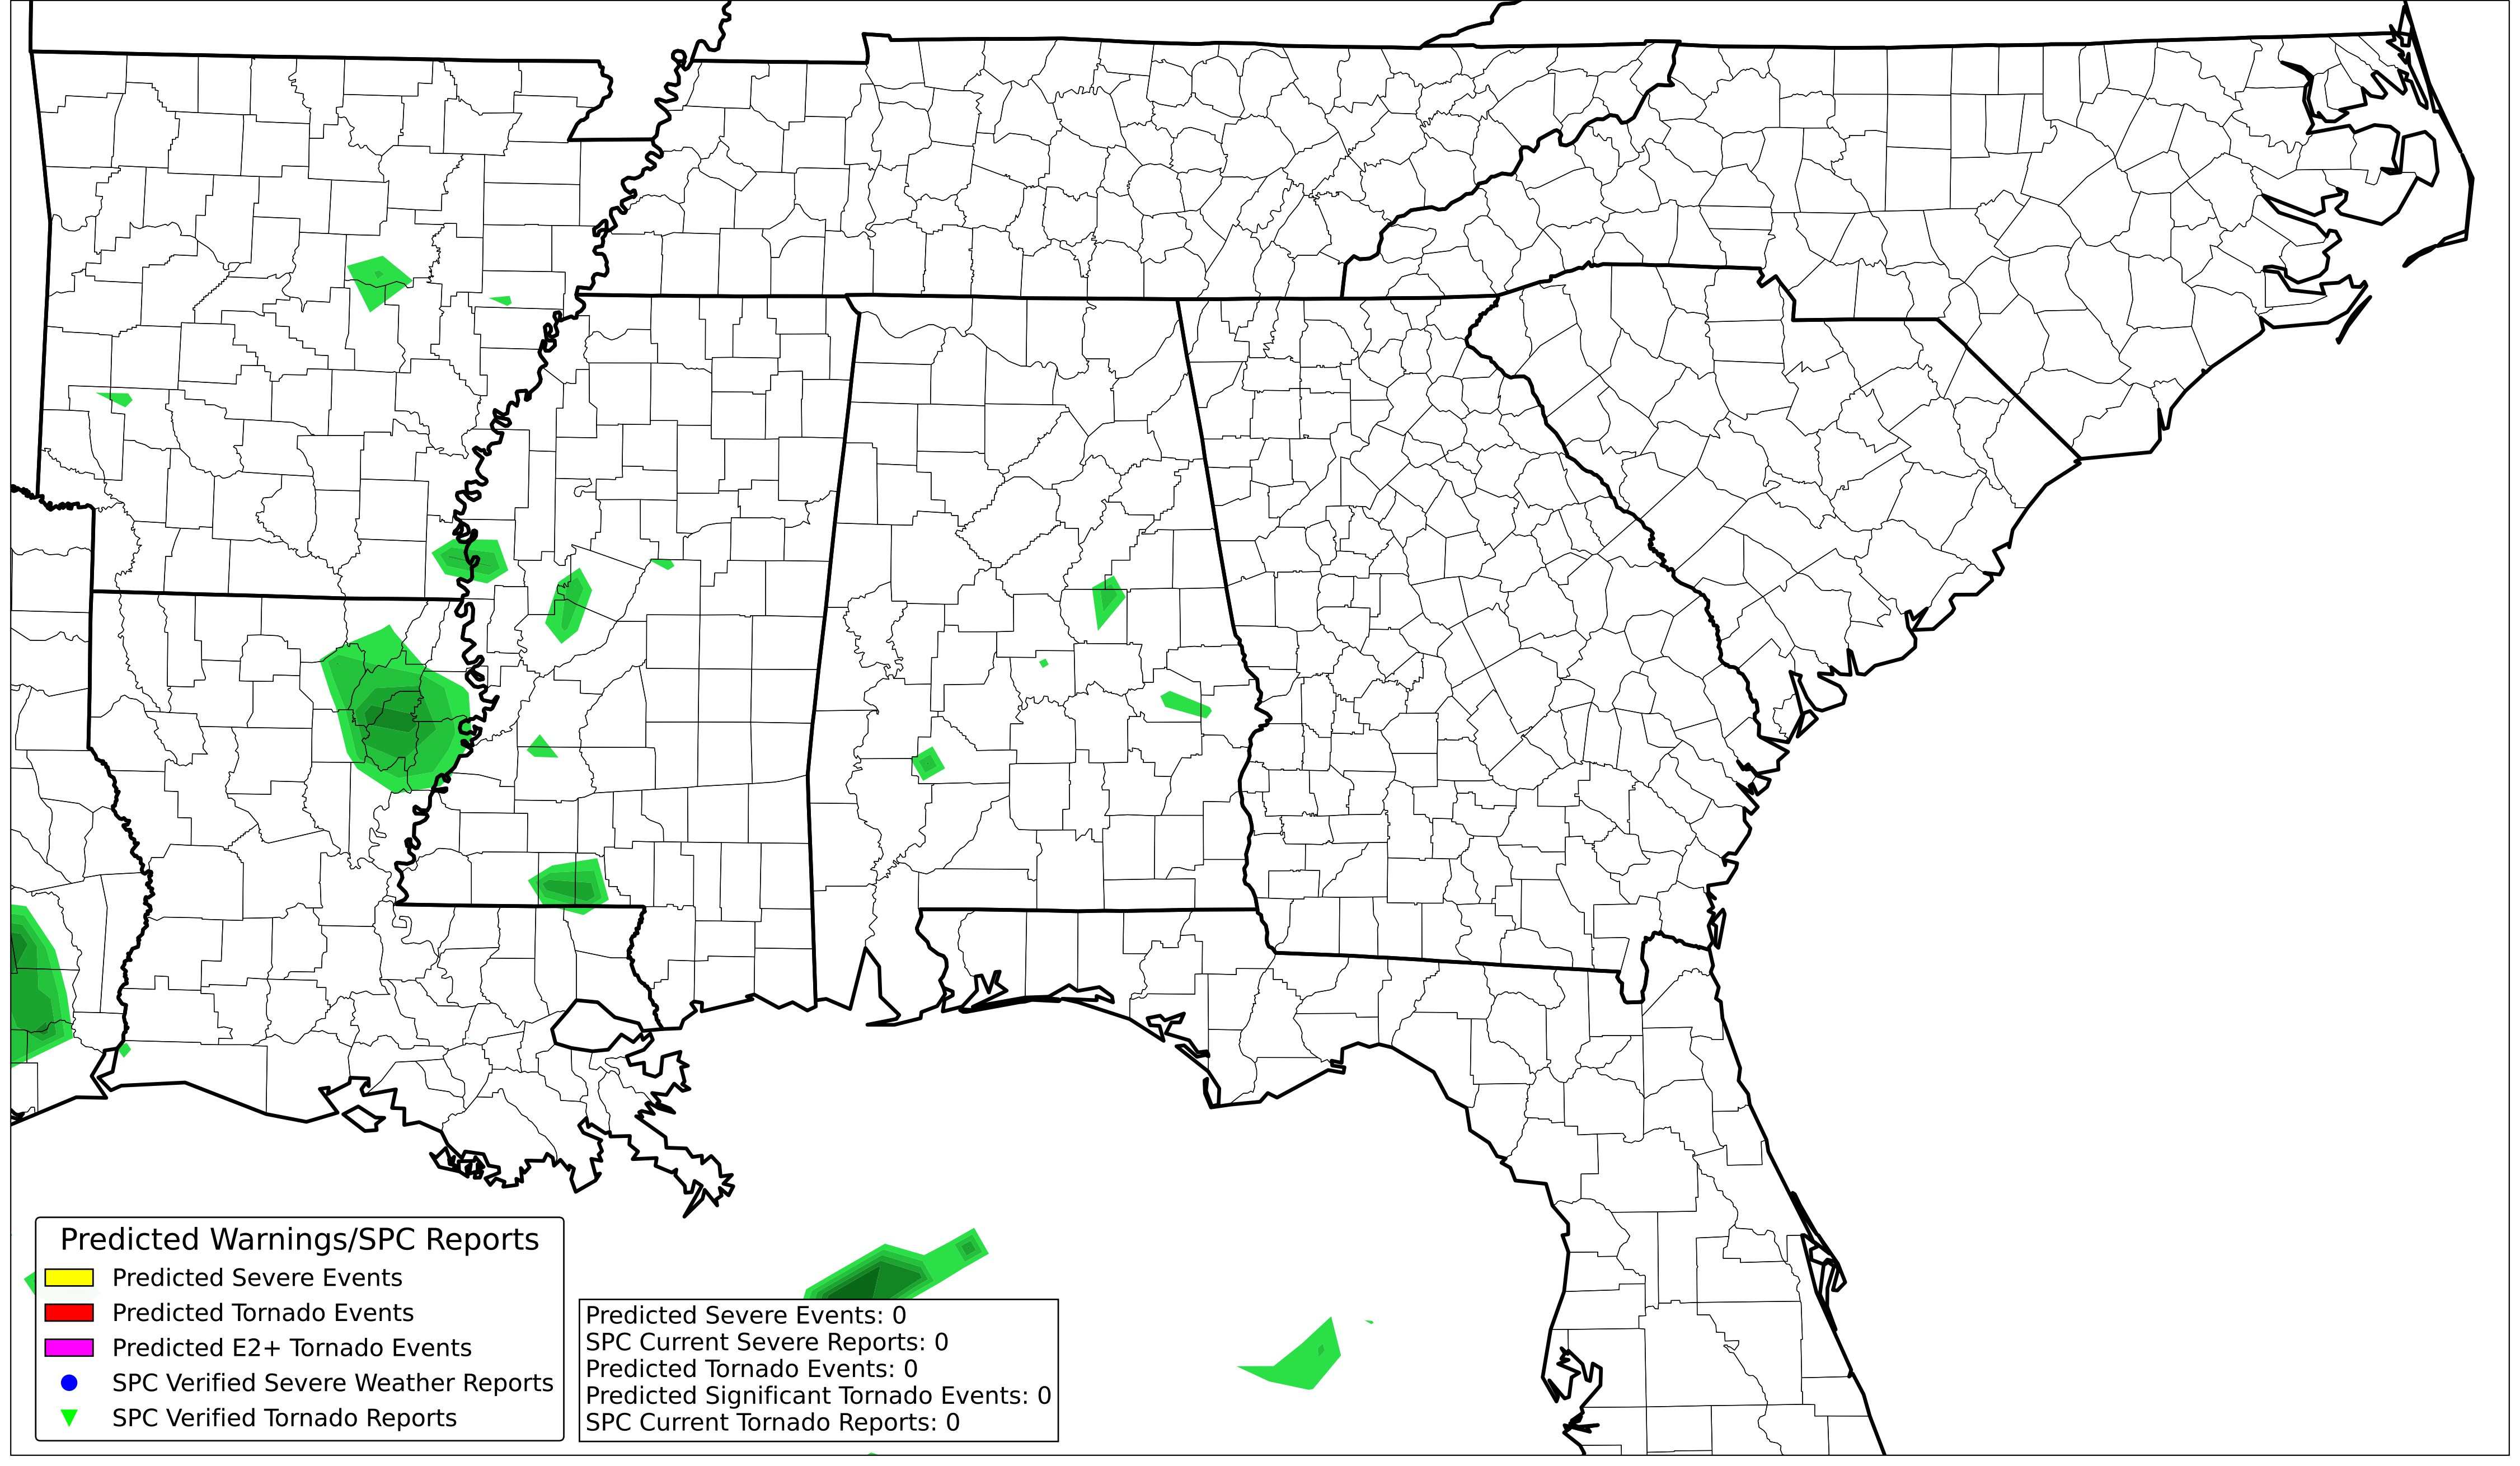 Predicted Warnings/SPC Reports
Predicted Severe Events
Predicted Tornado Events
Predicted E2+ Tornado Events
SPC Verified Severe Weather Reports
SPC Verified Tornado Reports
Predicted Severe Events: 0
SPC Current Severe Reports: 0
Predicted Tornado Events: 0
Predicted Significant Tornado Events: 0
SPC Current Tornado Reports: 0